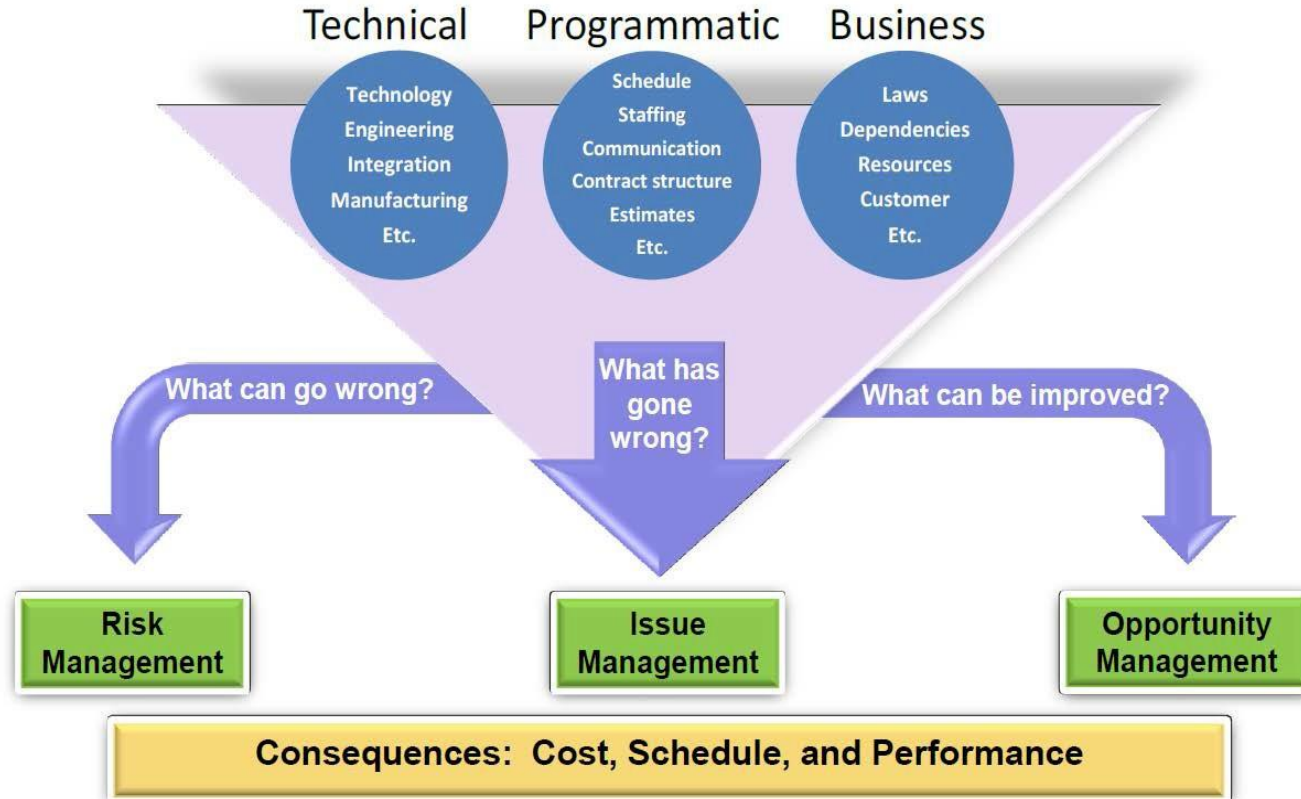 Technical
Programmatic
Business
Technology
Engineering
Integration
Manufacturing
Etc.
Schedule
Staffing
Communication
Contract structure
Estimates
Etc.
Laws
Dependencies
Resources
Customer
Etc.
What can go wrong?
What has
gone
wrong?
What can be improved?
Risk
Management
Issue
Management
Opportunity
Management
Consequences: Cost, Schedule, and Performance